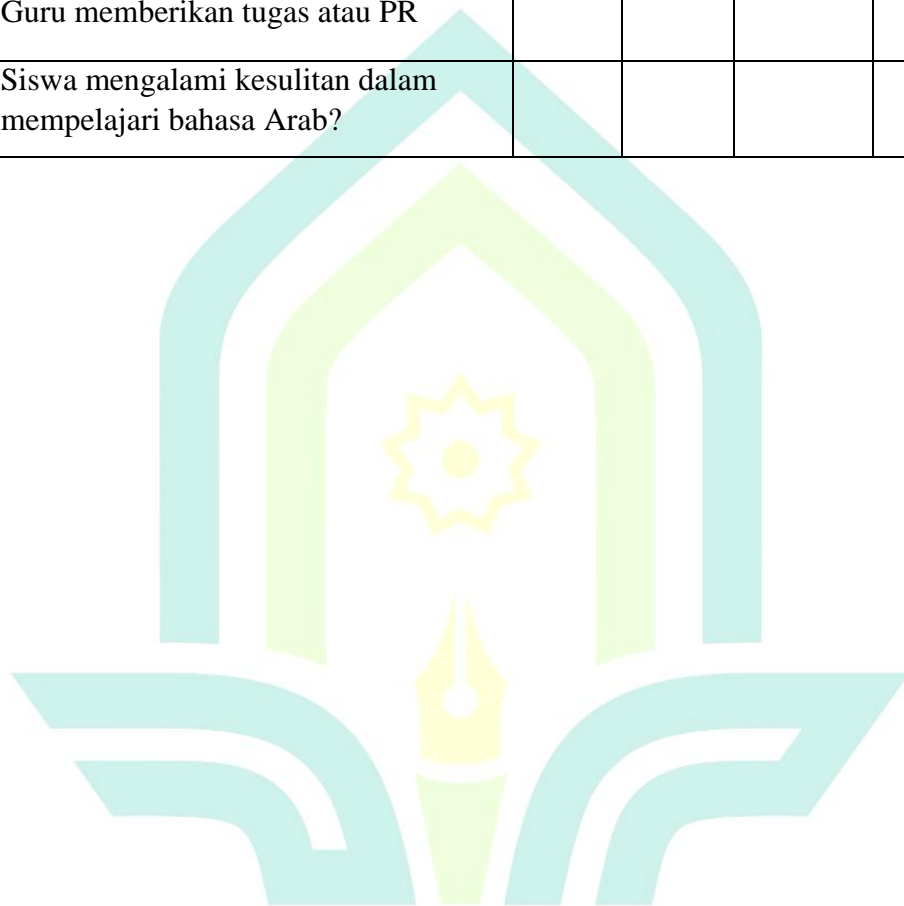 Guru memberikan tugas atau PR
Siswa mengalami kesulitan dalam
mempelajari bahasa Arab?